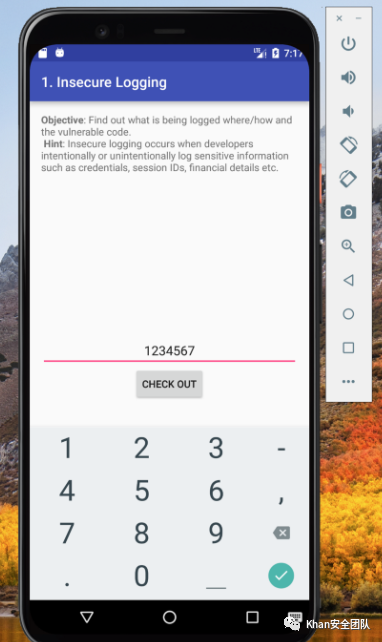 LTE 7:17
1. Insecure Logging
Objective: Find out what is being logged where/how and
the vulnerable code.
Hint: Insecure logging occurs when developers
intentionally or unintentionally log sensitive information
such as credentials, session IDs, financial details etc.
1234567
CHECK OUT
1 2 3 -
4 5 6 ,
7 8 9
. 0 _
Khan安全团队